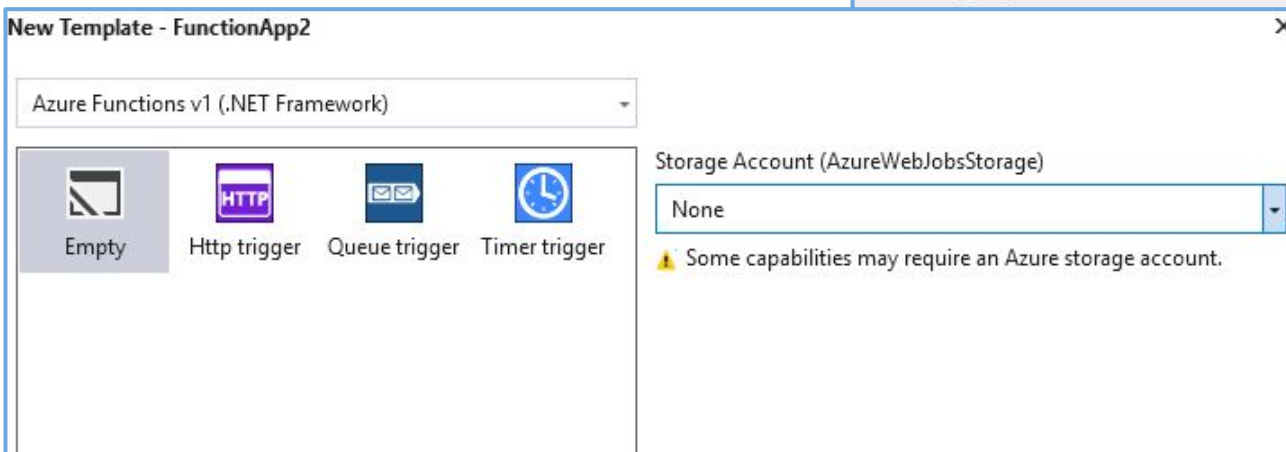 New Template - FunctionApp2
Azure Functions v1 (.NET Framework)
HTTP
Empty
Http trigger
Queue trigger
Timer trigger
Storage Account (AzureWebJobsStorage)
None
Some capabilities may require an Azure storage account.